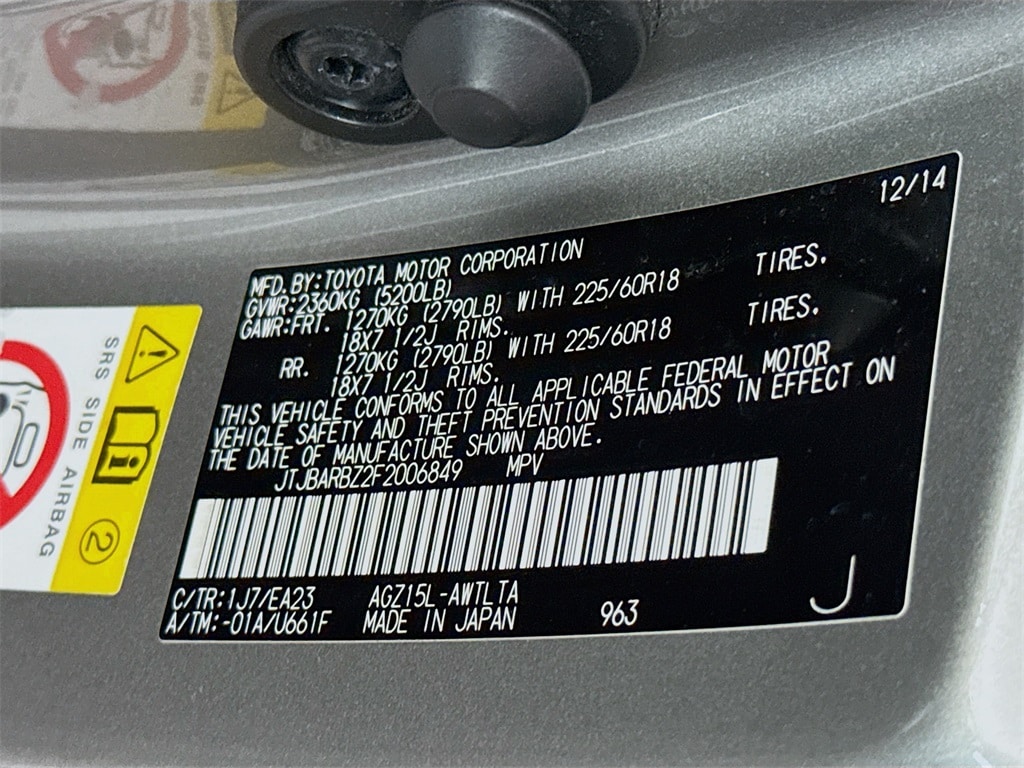 12/14
MFD.BY:TOYOTA MOTOR CORPORATION
GVWR:2360KG (5200LB)
GAWR:FRT. 1270KG (2790LB) WITH 225/60R18 TIRES.
18X7 1/2J RIMS.
RR. 1270KG (2790LB) WITH 225/60R18 TIRES.
18X7 1/2J RIMS.
THIS VEHICLE CONFORMS TO ALL APPLICABLE FEDERAL MOTOR
VEHICLE SAFETY AND THEFT PREVENTION STANDARDS IN EFFECT ON
THE DATE OF MANUFACTURE SHOWN ABOVE.
JTJBARBZ2F2006849 MPV
C/TR:1J7/EA23 AGZ15L-AWTLTA
A/TM:-01A/U661F MADE IN JAPAN 963
J
SRS SIDE AIRBAG
2